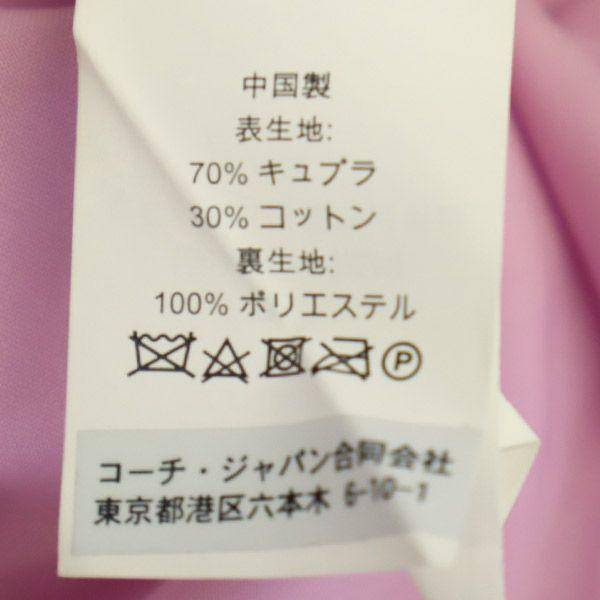 中国製
表生地:
70% キュプラ
30% コットン
裏生地:
100% ポリエステル
P
コーチ・ジャパン合同会社
東京都港区六本木 6-10-1